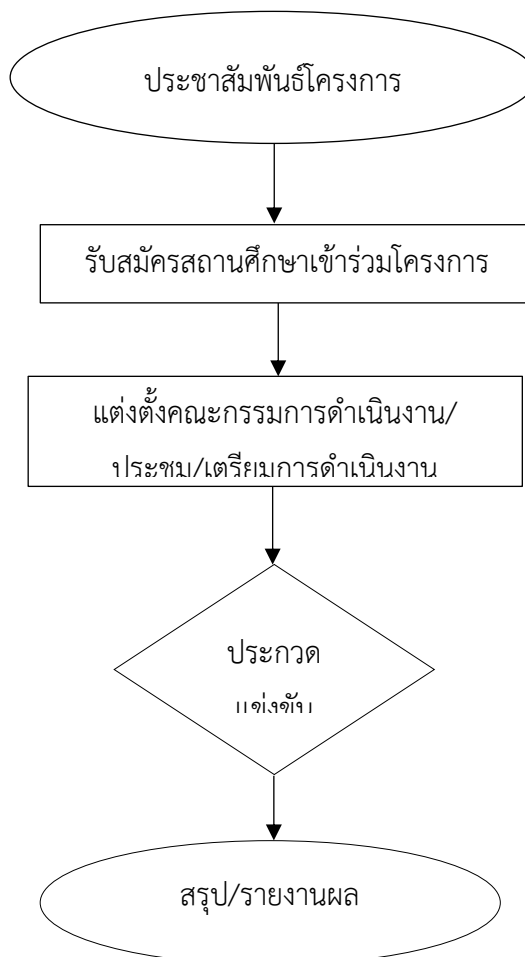 ประชาสัมพันธ์โครงการ
รับสมัครสถานศึกษาเข้าร่วมโครงการ
แต่งตั้งคณะกรรมการดำเนินงาน/
ประชุม/เตรียมการดำเนินงาน
ประกวด
แข่งขัน
สรุป/รายงานผล